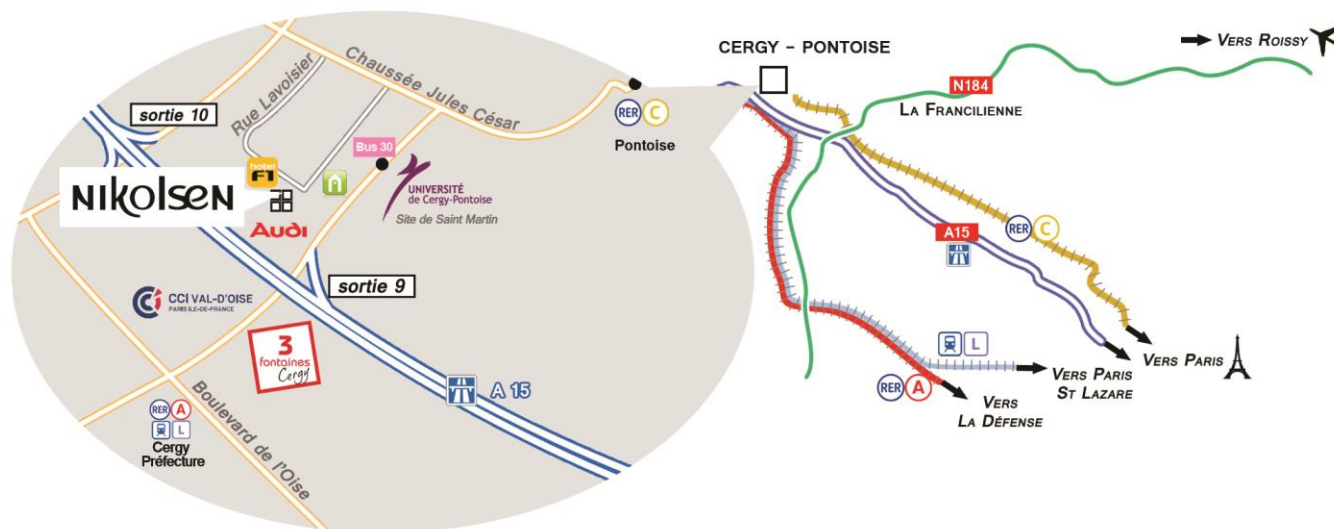 sortie 10
Rue Lavoisier
Chaussée Jules César
hotel
F1
NIKOLSEN
Audi
Bus 30
UNIVERSITÉ
de Cergy-Pontoise
Site de Saint Martin
RER C
Pontoise
sortie 9
CCI VAL-D'OISE
PARIS ILE-DE-FRANCE
3
fontaines
Cergy
A 15
Boulevard de l'Oise
RER A
L
Cergy
Préfecture
CERGY – PONTOISE
VERS ROISSY
N184
LA FRANCILIENNE
RER C
A15
L
RER A
VERS PARIS
VERS PARIS
ST LAZARE
VERS
LA DÉFENSE